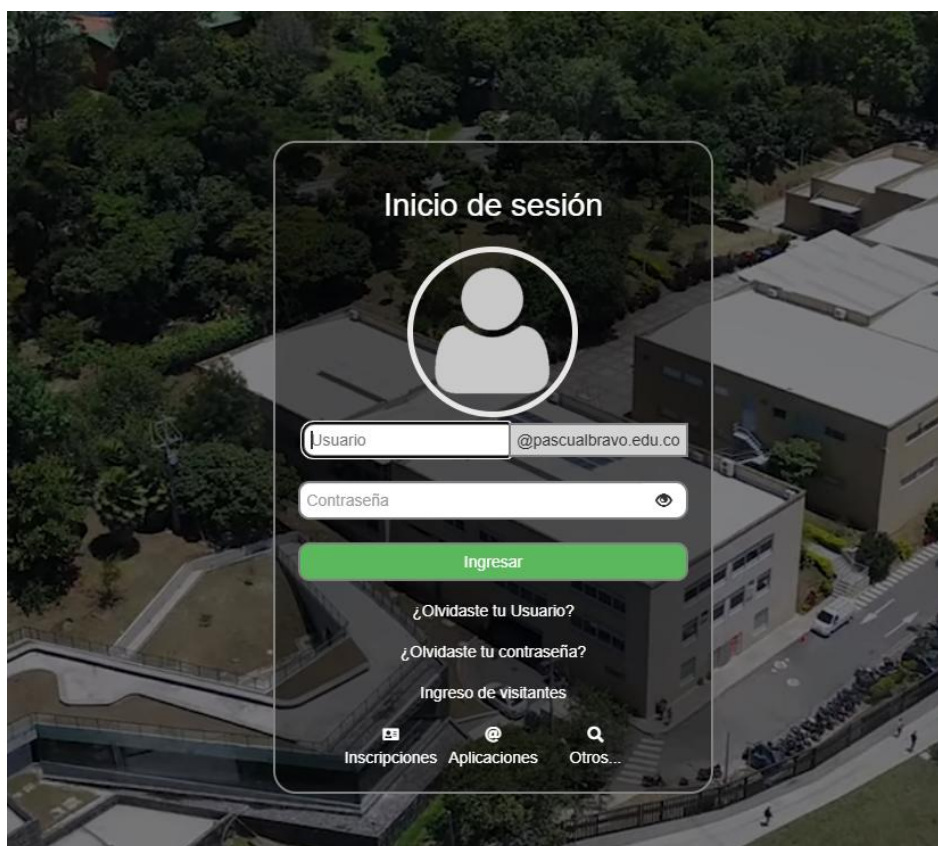 Inicio de sesión
Usuario @pascualbravo.edu.co
Contraseña
Ingresar
¿Olvidaste tu Usuario?
¿Olvidaste tu contraseña?
Ingreso de visitantes
Inscripciones Aplicaciones Otros...